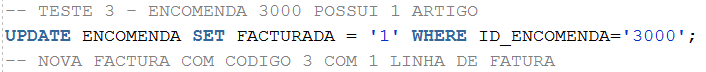 -- TESTE 3 - ENCOMENDA 3000 POSSUI 1 ARTIGO
UPDATE ENCOMENDA SET FACTURADA = '1' WHERE ID_ENCOMENDA='3000';
-- NOVA FACTURA COM CODIGO 3 COM 1 LINHA DE FATURA